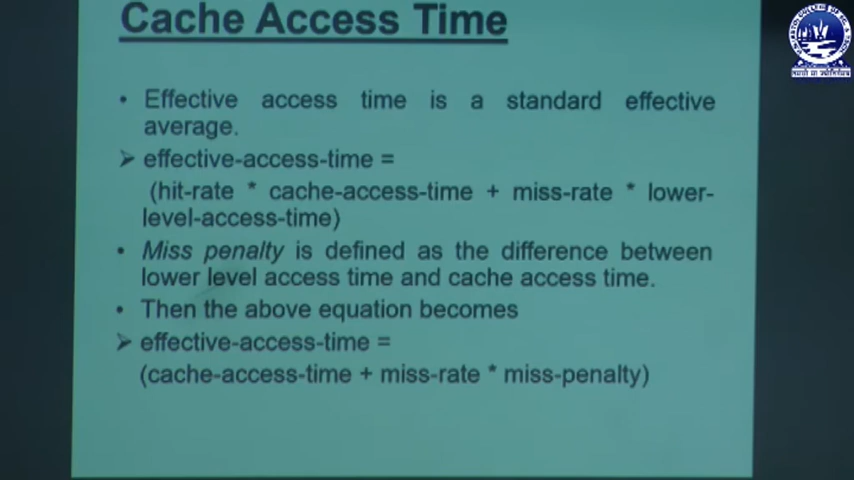 Cache Access Time
• Effective access time is a standard effective
average.
➢ effective-access-time =
(hit-rate * cache-access-time + miss-rate * lower-
level-access-time)
• Miss penalty is defined as the difference between
lower level access time and cache access time.
• Then the above equation becomes
➢ effective-access-time =
(cache-access-time + miss-rate * miss-penalty)